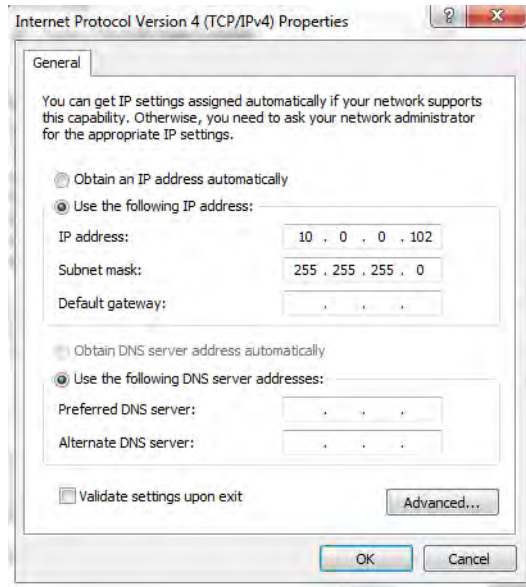 Internet Protocol Version 4 (TCP/IPv4) Properties
General
You can get IP settings assigned automatically if your network supports
this capability. Otherwise, you need to ask your network administrator
for the appropriate IP settings.
Obtain an IP address automatically
Use the following IP address:
IP address: 10 . 0 . 0 . 102
Subnet mask: 255 . 255 . 255 . 0
Default gateway: . . .
Obtain DNS server address automatically
Use the following DNS server addresses:
Preferred DNS server: . . .
Alternate DNS server: . . .
Validate settings upon exit
Advanced...
OK Cancel